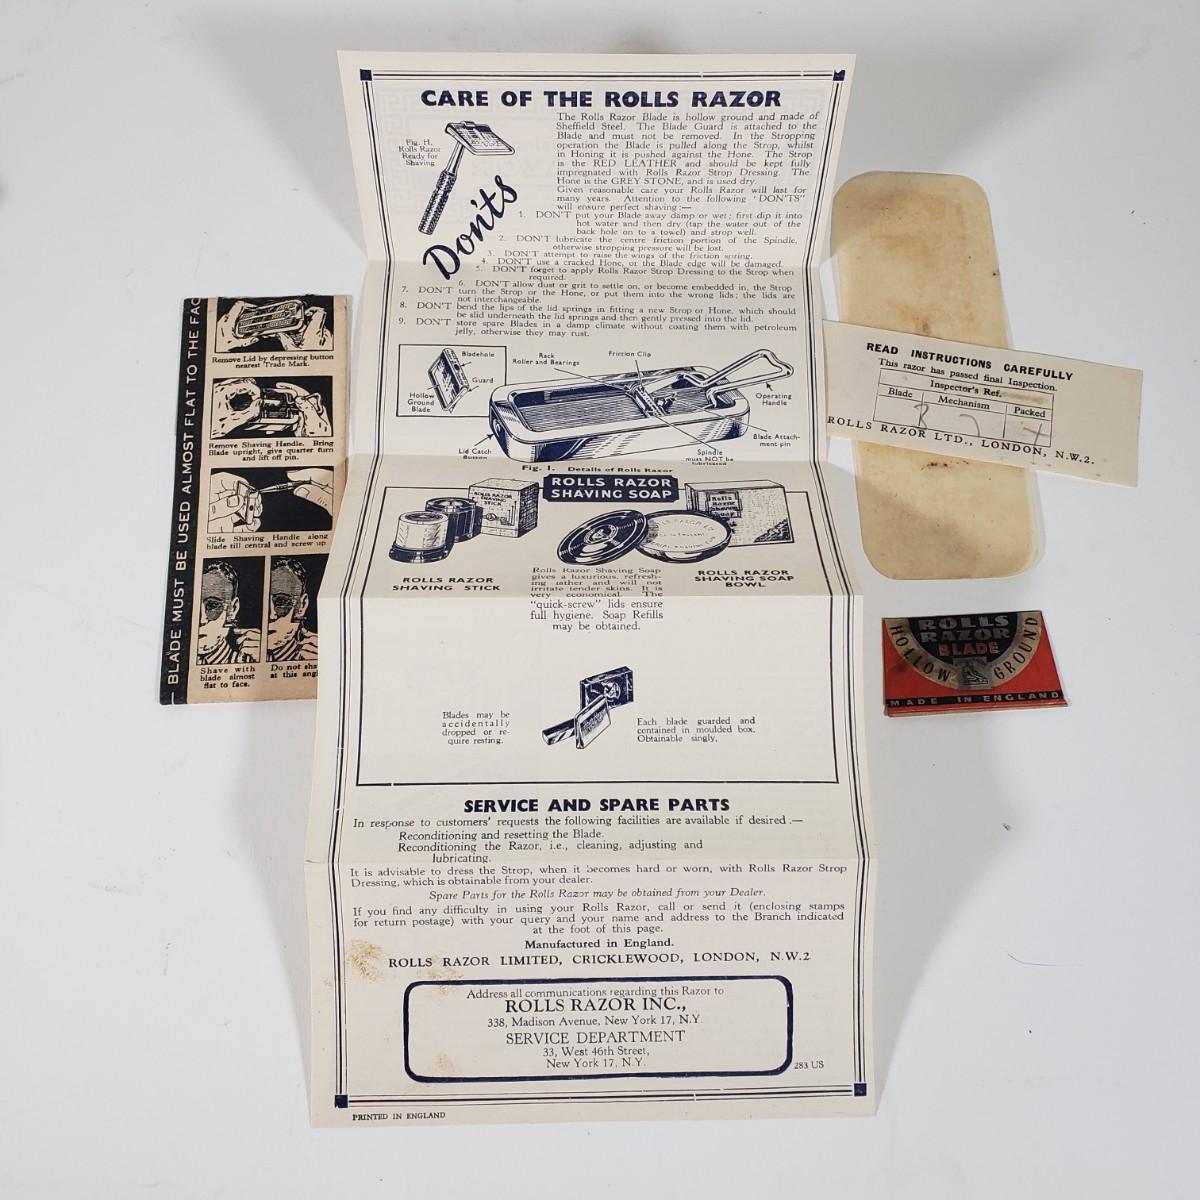 CARE OF THE ROLLS RAZOR
Fig. H.
Rolls Razor
Ready for
Shaving
The Rolls Razor Blade is hollow ground and made of
Sheffield Steel. The Blade Guard is attached to the
Blade and must not be removed. In the Stropping
operation the Blade is pulled along the Strop, whilst
in Honing it is pushed against the Hone. The Strop
is the RED LEATHER and should be kept fully
impregnated with Rolls Razor Strop Dressing. The
Hone is the GREY STONE, and is used dry.
Given reasonable care your Rolls Razor will last for
many years. Attention to the following "DON'TS"
will ensure perfect shaving :—
Don'ts
1. DON'T put your Blade away damp or wet; first dip it into
hot water and then dry (tap the water out of the
back hole on to a towel) and strop well.
2. DON'T lubricate the centre friction portion of the Spindle,
otherwise stropping pressure will be lost.
3. DON'T attempt to raise the wings of the friction spring.
4. DON'T use a cracked Hone, or the Blade edge will be damaged.
5. DON'T forget to apply Rolls Razor Strop Dressing to the Strop when
required.
6. DON'T allow dust or grit to settle on, or become embedded in, the Strop.
7. DON'T turn the Strop or the Hone, or put them into the wrong lids; the lids are
not interchangeable.
8. DON'T bend the lips of the lid springs in fitting a new Strop or Hone, which should
be slid underneath the lid springs and then gently pressed into the lid.
9. DON'T store spare Blades in a damp climate without coating them with petroleum
jelly, otherwise they may rust.
Bladehole
Guard
Hollow
Ground
Blade
Rack
Roller and Bearings
Friction Clip
Operating
Handle
Lid Catch
Button
Blade Attach-
ment pin
Spindle
must NOT be
lubricated
Fig. I. Details of Rolls Razor
ROLLS RAZOR
SHAVING SOAP
ROLLS RAZOR
SHAVING
STICK
Rolls
Razor
Shaving
Soap
ROLLS RAZOR
SHAVING STICK
ROLLS RAZOR
SHAVING SOAP
BOWL
Rolls Razor Shaving Soap
gives a luxurious, refresh-
ing lather and will not
irritate tender skins. It is
very economical. The
"quick-screw" lids ensure
full hygiene. Soap Refills
may be obtained.
Blades may be
accidentally
dropped or re-
quire resting.
Each blade guarded and
contained in moulded box.
Obtainable singly.
SERVICE AND SPARE PARTS
In response to customers' requests the following facilities are available if desired :—
Reconditioning and resetting the Blade.
Reconditioning the Razor, i.e., cleaning, adjusting and
lubricating.
It is advisable to dress the Strop, when it becomes hard or worn, with Rolls Razor Strop
Dressing, which is obtainable from your dealer.
Spare Parts for the Rolls Razor may be obtained from your Dealer.
If you find any difficulty in using your Rolls Razor, call or send it (enclosing stamps
for return postage) with your query and your name and address to the Branch indicated
at the foot of this page.
Manufactured in England.
ROLLS RAZOR LIMITED, CRICKLEWOOD, LONDON, N.W.2
Address all communications regarding this Razor to
ROLLS RAZOR INC.,
338, Madison Avenue, New York 17, N.Y.
SERVICE DEPARTMENT
33, West 46th Street,
New York 17, N.Y.
283 US
PRINTED IN ENGLAND
BLADE MUST BE USED ALMOST FLAT TO THE FAC
Remove Lid by depressing button
nearest Trade Mark.
Remove Shaving Handle. Bring
Blade upright, give quarter turn
and lift off pin.
Slide Shaving Handle along
blade till central and screw up.
Shave with
blade almost
flat to face.
Do not sha
at this angl
READ INSTRUCTIONS CAREFULLY
This razor has passed final Inspection.
Inspector's Ref.
Blade
Mechanism
Packed
ROLLS RAZOR LTD., LONDON, N.W.2.
ROLLS
RAZOR
BLADE
HOLLOW GROUND
MADE IN ENGLAND